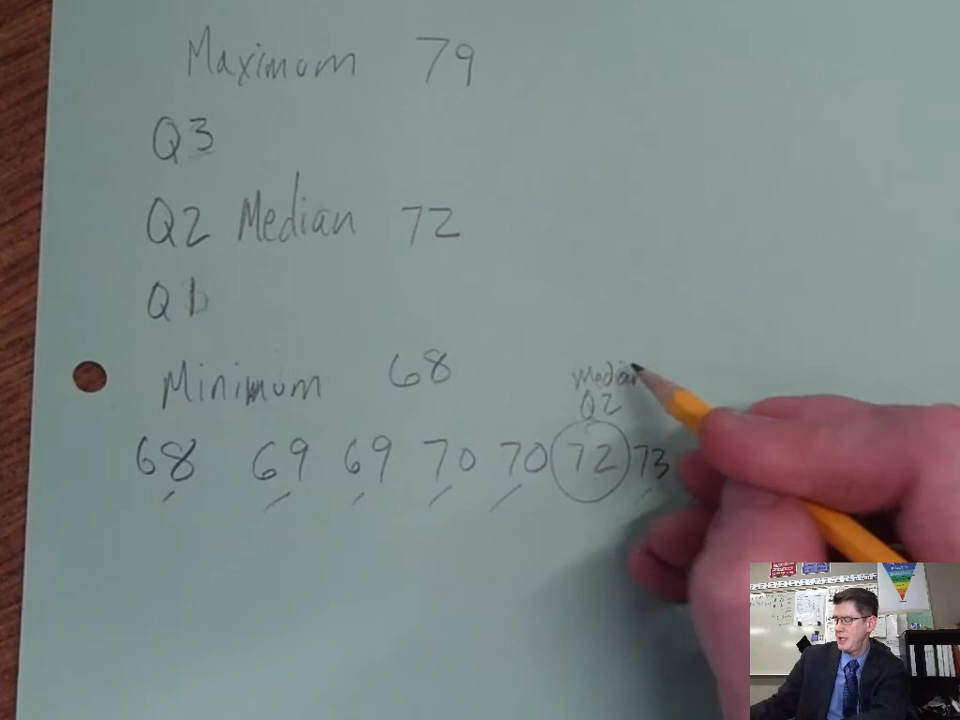 Maximum 79
Q3
Q2 Median 72
Q1
Minimum 68
Median
Q2
68 69 69 70 70 72 73